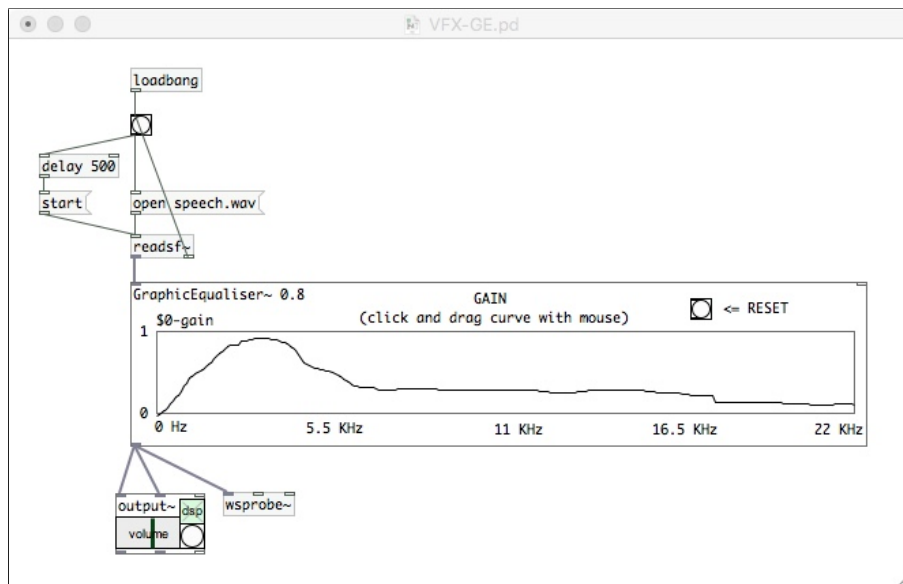 VFX-GE.pd
loadbang
delay 500
start
open speech.wav
readsf~
GraphicEqualiser~ 0.8
GAIN
(click and drag curve with mouse)
<= RESET
$0-gain
1
0
0 Hz
5.5 KHz
11 KHz
16.5 KHz
22 KHz
output~
dsp
volume
wsprobe~